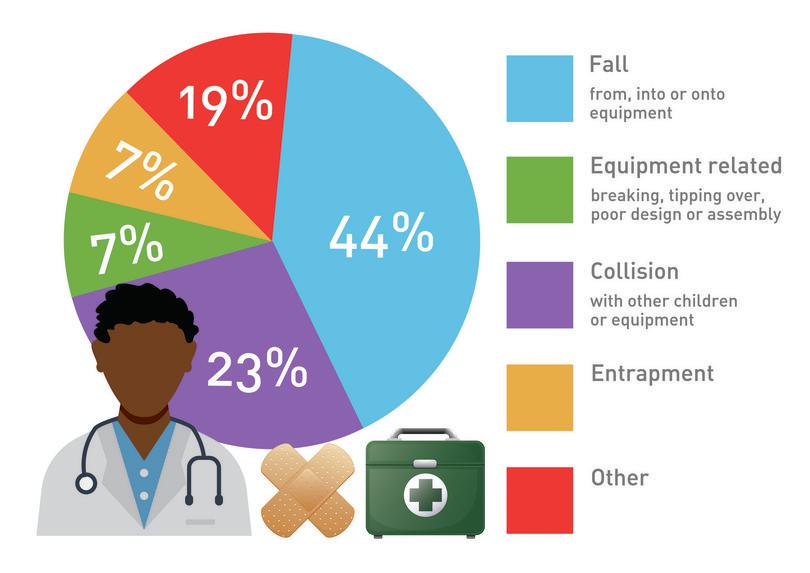 19%
7%
44%
7%
23%
Fall
from, into or onto
equipment
Equipment related
breaking, tipping over,
poor design or assembly
Collision
with other children
or equipment
Entrapment
Other